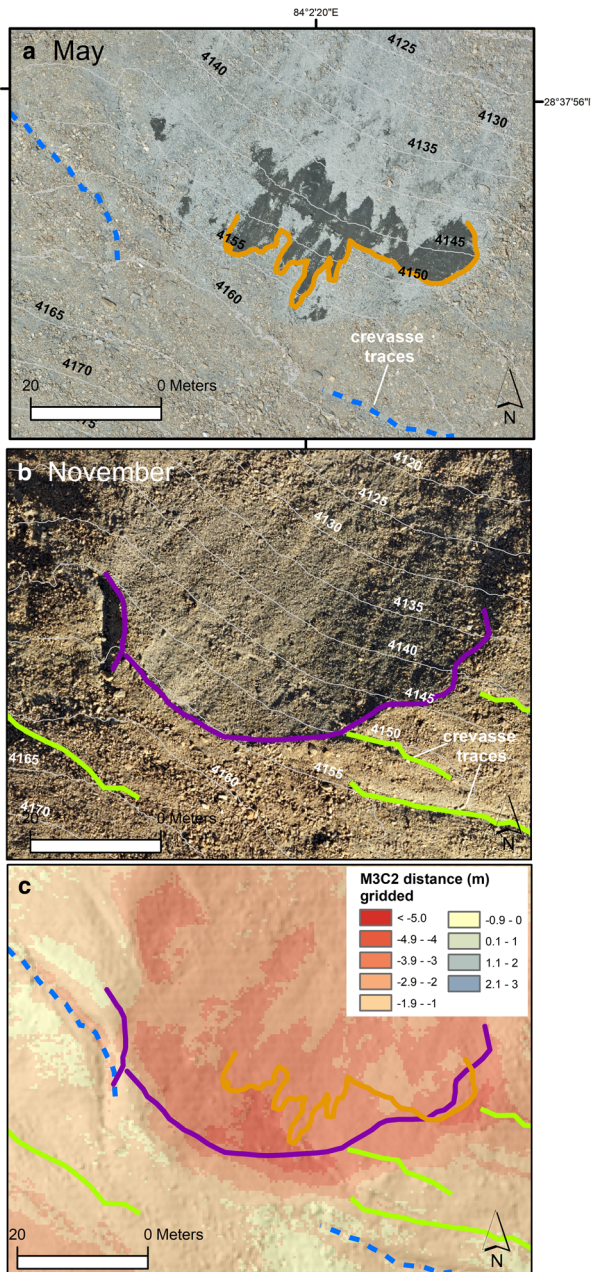 84°2'20"E
a May
4125
4140
4130
28°37'56"
4135
4145
4155
4150
4160
4165
crevasse
traces
4170
20 0 Meters
N
b November
4120
4125
4130
4135
4140
4145
4150
crevasse
traces
4165
4160
4155
4170
0 Meters
N
c
M3C2 distance (m)
gridded
< -5.0
-4.9 - -4
-3.9 - -3
-2.9 - -2
-1.9 - -1
-0.9 - 0
0.1 - 1
1.1 - 2
2.1 - 3
20 0 Meters
N